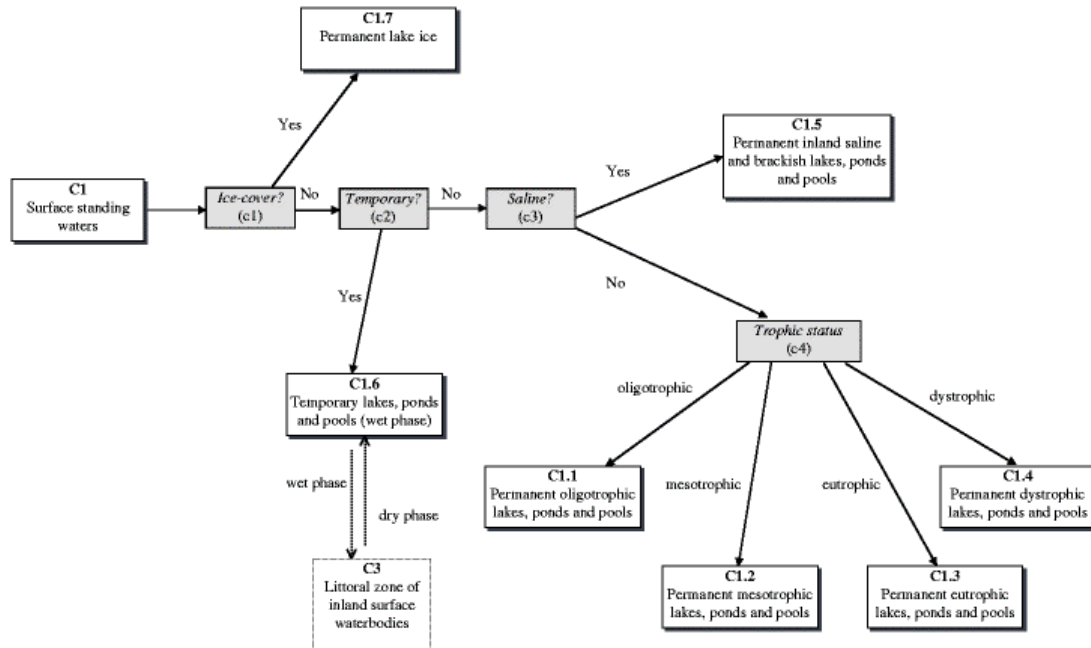 C1.7
Permanent lake ice
Yes
C1.5
Permanent inland saline
and brackish lakes, ponds
and pools
Yes
C1
Surface standing
waters
Ice-cover?
(c1)
No
Temporary?
(c2)
No
Saline?
(c3)
No
Yes
Trophic status
(c4)
C1.6
Temporary lakes, ponds
and pools (wet phase)
oligotrophic
dystrophic
wet phase
dry phase
mesotrophic
eutrophic
C1.1
Permanent oligotrophic
lakes, ponds and pools
C1.4
Permanent dystrophic
lakes, ponds and pools
C3
Littoral zone of
inland surface
waterbodies
C1.2
Permanent mesotrophic
lakes, ponds and pools
C1.3
Permanent eutrophic
lakes, ponds and pools